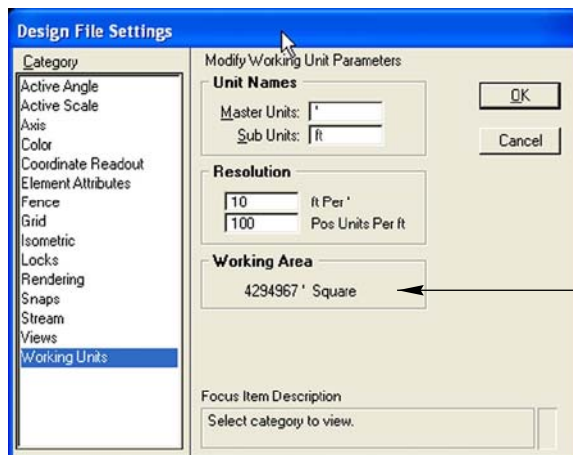 Design File Settings
Category
Active Angle
Active Scale
Axis
Color
Coordinate Readout
Element Attributes
Fence
Grid
Isometric
Locks
Rendering
Snaps
Stream
Views
Working Units
Modify Working Unit Parameters
Unit Names
Master Units: '
Sub Units: ft
Resolution
10 ft Per '
100 Pos Units Per ft
Working Area
4294967 ' Square
Focus Item Description
Select category to view.
OK
Cancel